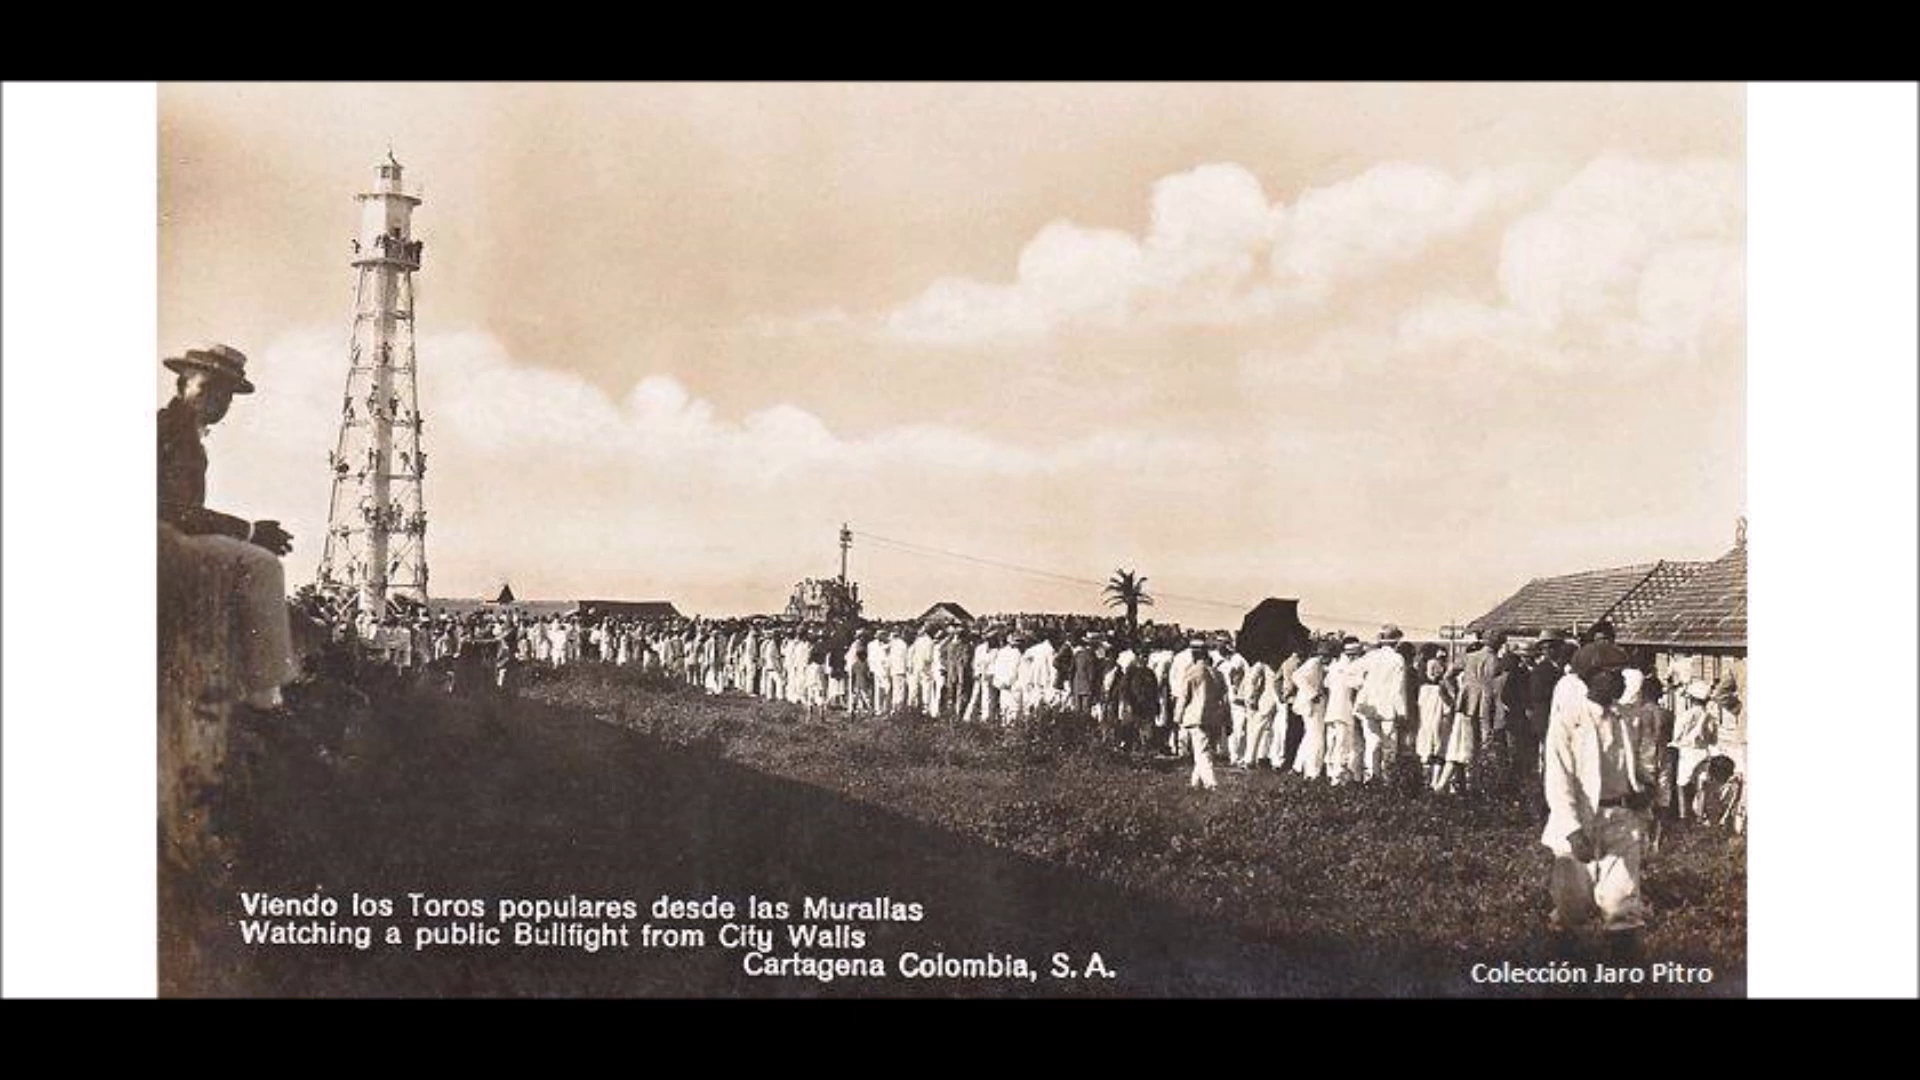 Viendo los Toros populares desde las Murallas
Watching a public Bullfight from City Walls
Cartagena Colombia, S. A.
Colección Jaro Pitro